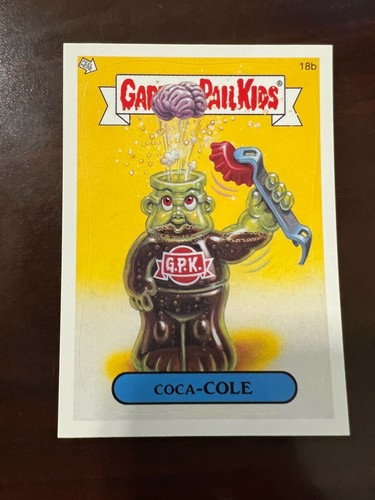 18b
GARBAGE PAIL KIDS®
G.P.K.
COCA-COLE